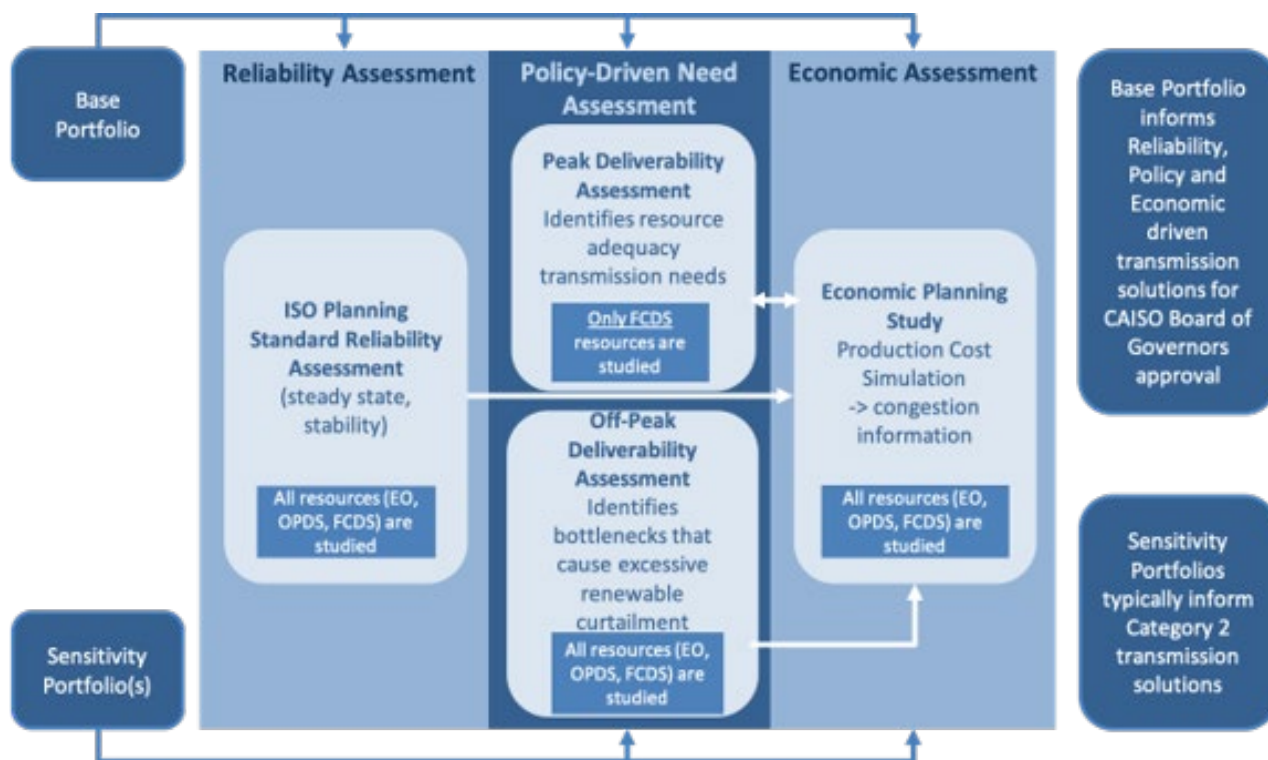 Base
Portfolio
Reliability Assessment
ISO Planning
Standard Reliability
Assessment
(steady state,
stability)
All resources (EO,
OPDS, FCDS) are
studied
Policy-Driven Need
Assessment
Peak Deliverability
Assessment
Identifies resource
adequacy
transmission needs
Only FCDS
resources are
studied
Off-Peak
Deliverability
Assessment
Identifies
bottlenecks that
cause excessive
renewable
curtailment
All resources (EO,
OPDS, FCDS) are
studied
Economic Assessment
Economic Planning
Study
Production Cost
Simulation
-> congestion
information
All resources (EO,
OPDS, FCDS) are
studied
Base Portfolio
informs
Reliability,
Policy and
Economic
driven
transmission
solutions for
CAISO Board of
Governors
approval
Sensitivity
Portfolio(s)
Sensitivity
Portfolios
typically inform
Category 2
transmission
solutions